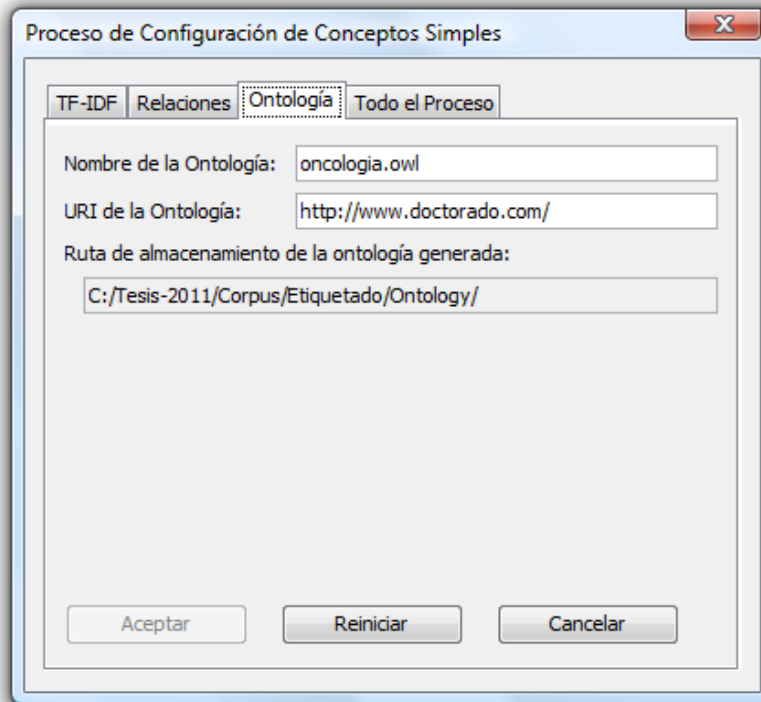 Proceso de Configuración de Conceptos Simples
X
TF-IDF Relaciones Ontología Todo el Proceso
Nombre de la Ontología: oncologia.owl
URI de la Ontología: http://www.doctorado.com/
Ruta de almacenamiento de la ontología generada:
C:/Tesis-2011/Corpus/Etiquetado/Ontology/
Aceptar Reiniciar Cancelar